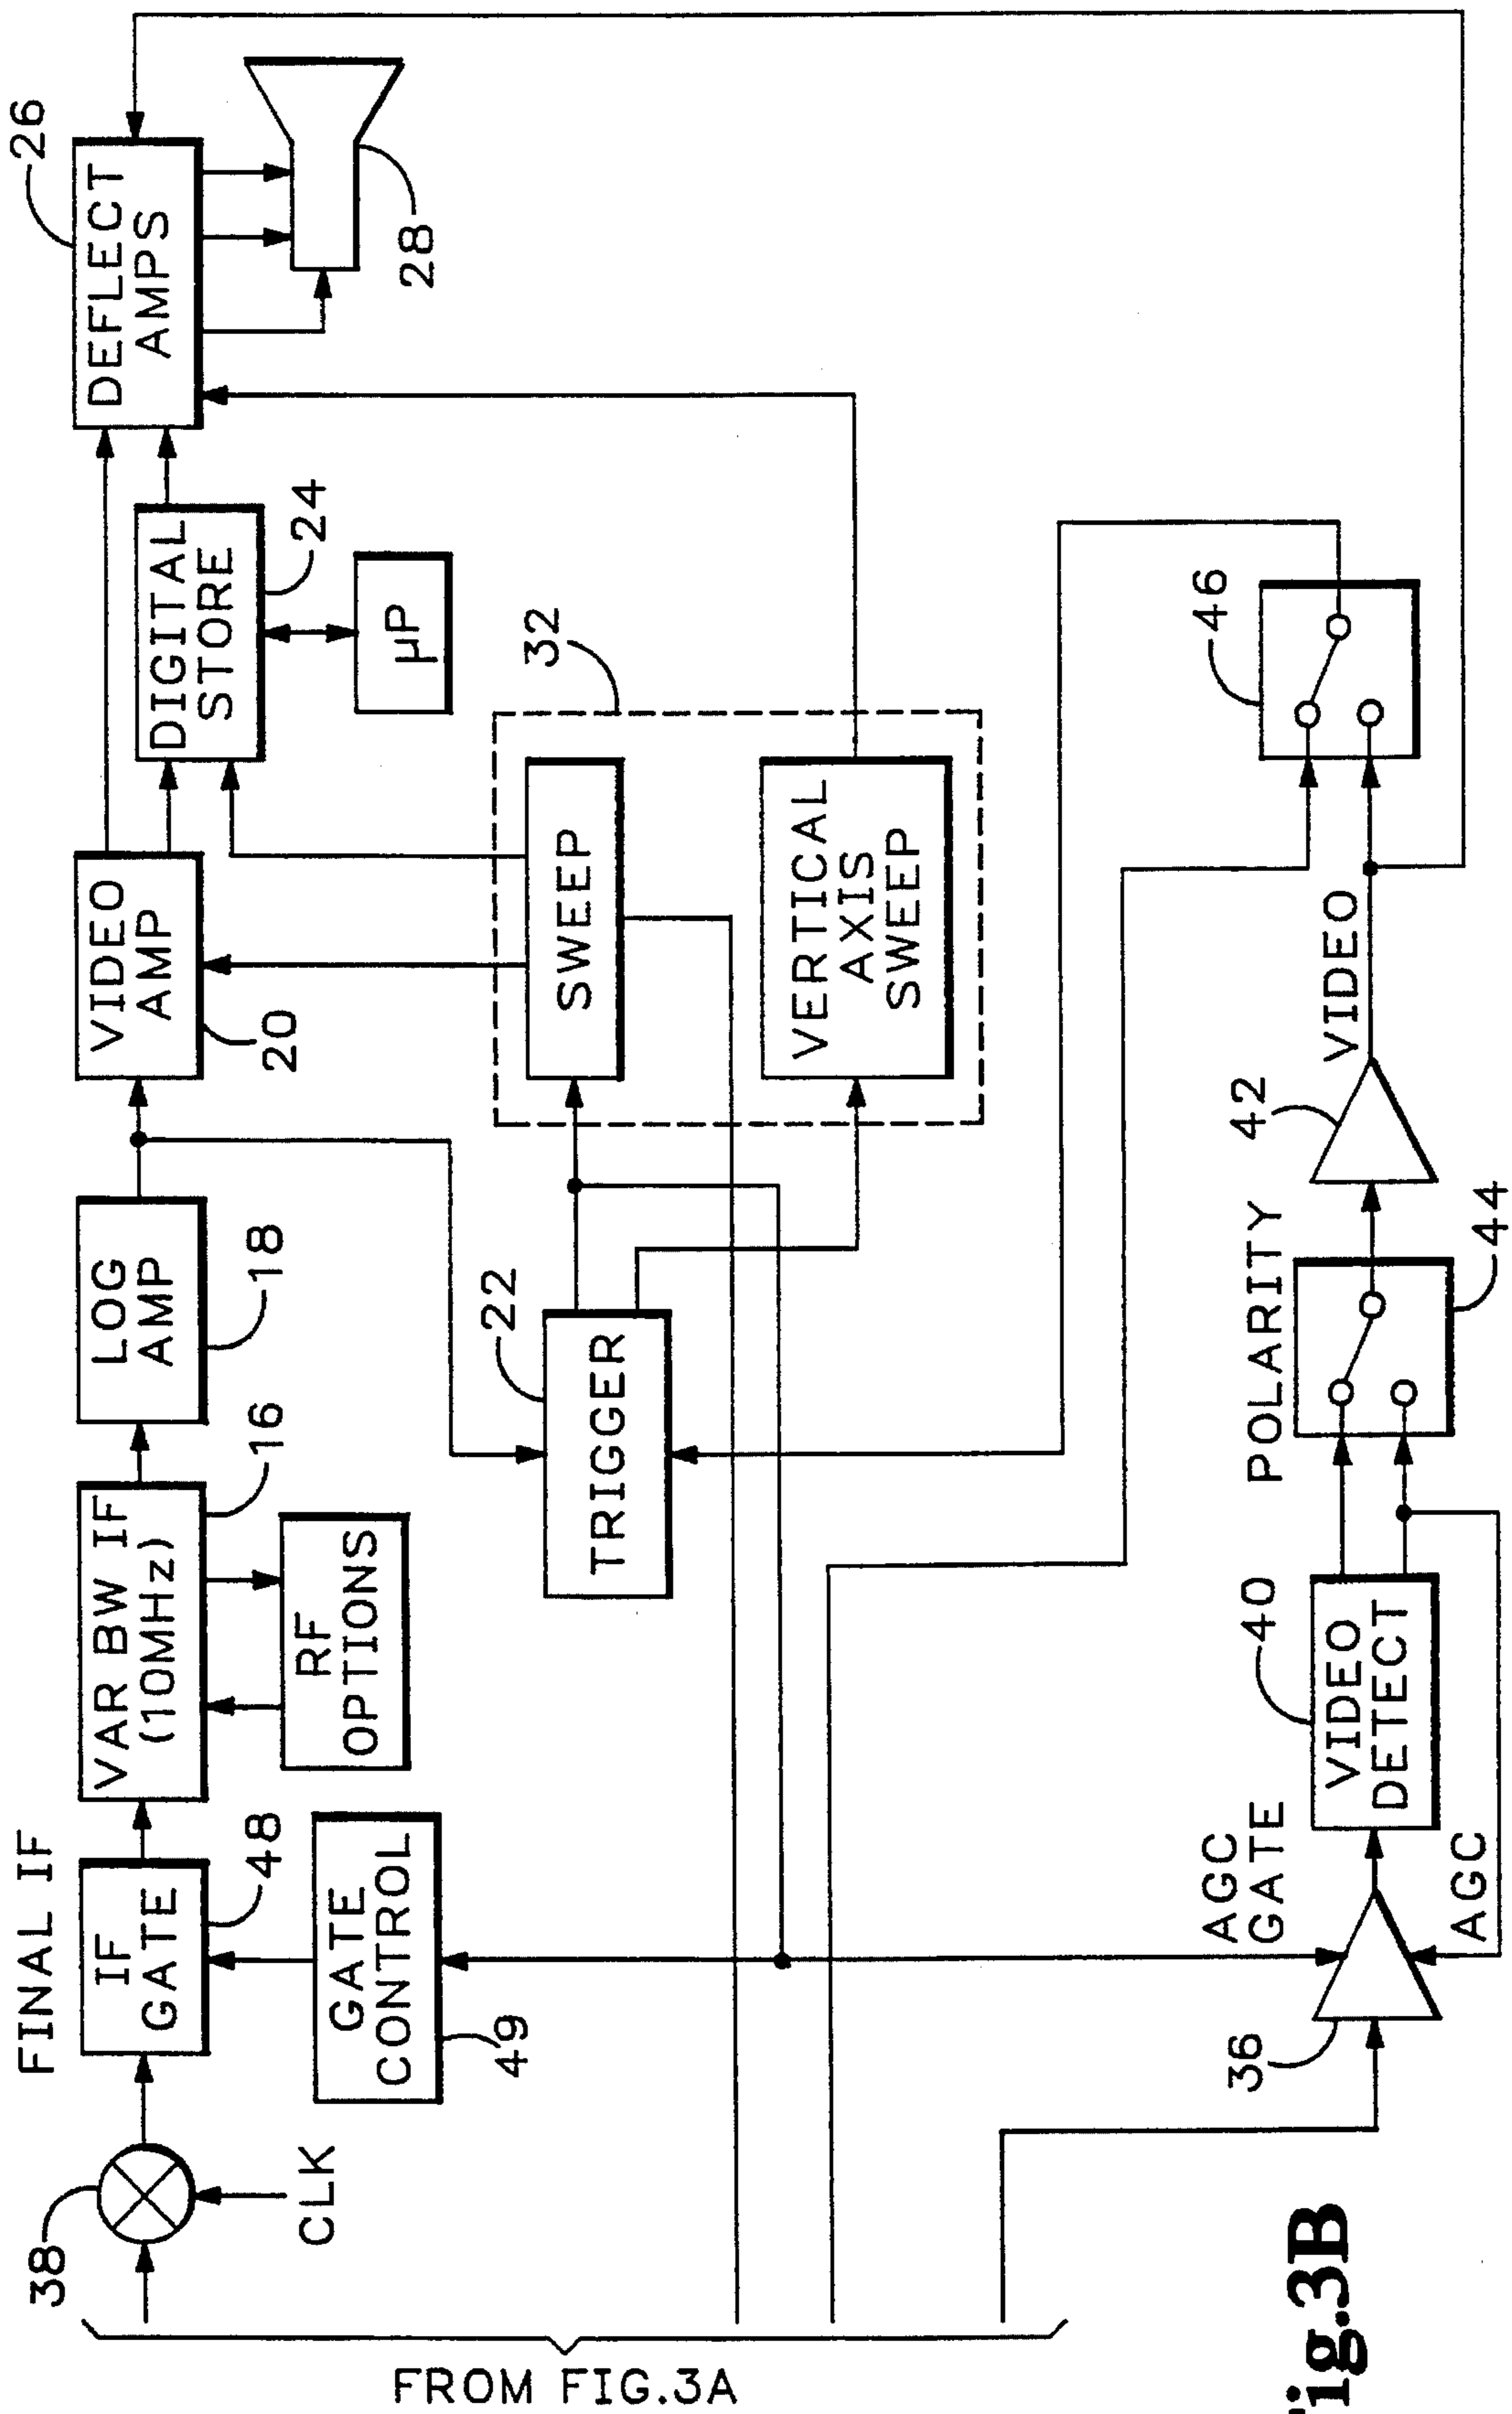 FINAL IF
38
CLK
IF
GATE
48
GATE
CONTROL
49
VAR BW IF
(10MHz)
16
RF
OPTIONS
LOG
AMP
18
VIDEO
AMP
20
DIGITAL
STORE
24
µP
DEFLECT
AMPS
26
28
TRIGGER
22
32
SWEEP
VERTICAL
AXIS
SWEEP
FROM FIG.3A
36
AGC
GATE
AGC
VIDEO
DETECT
40
POLARITY
44
42
VIDEO
46
ig.3B